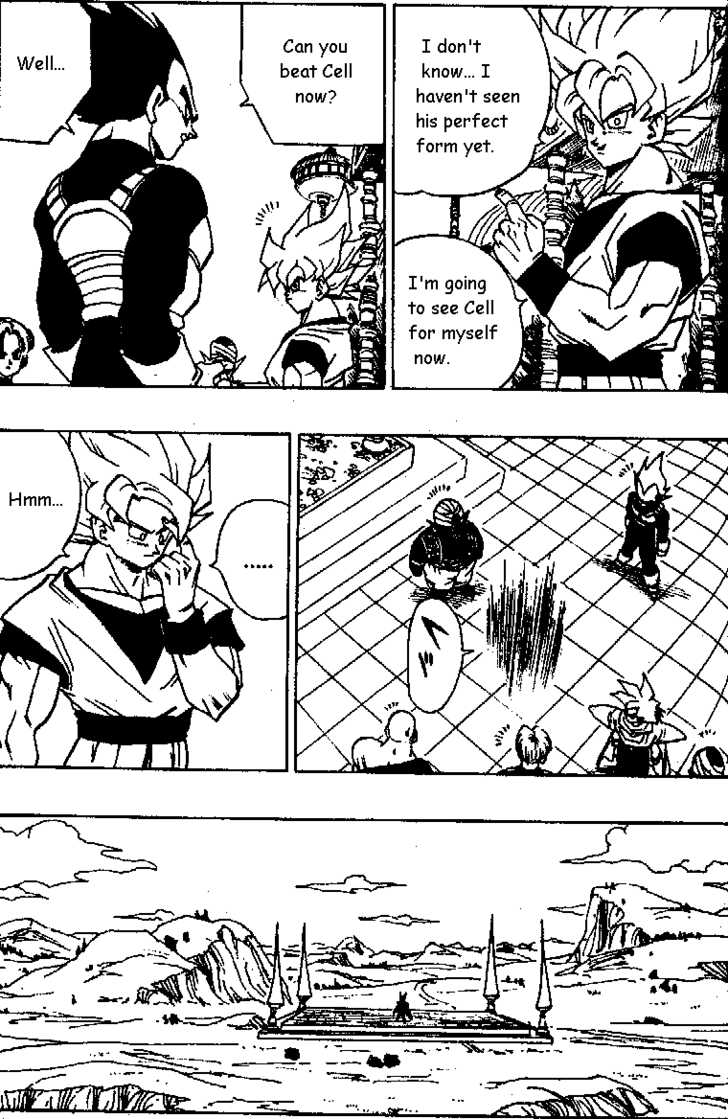 Well...
Can you
beat Cell
now?
I don't
know... I
haven't seen
his perfect
form yet.
I'm going
to see Cell
for myself
now.
Hmm...
.....